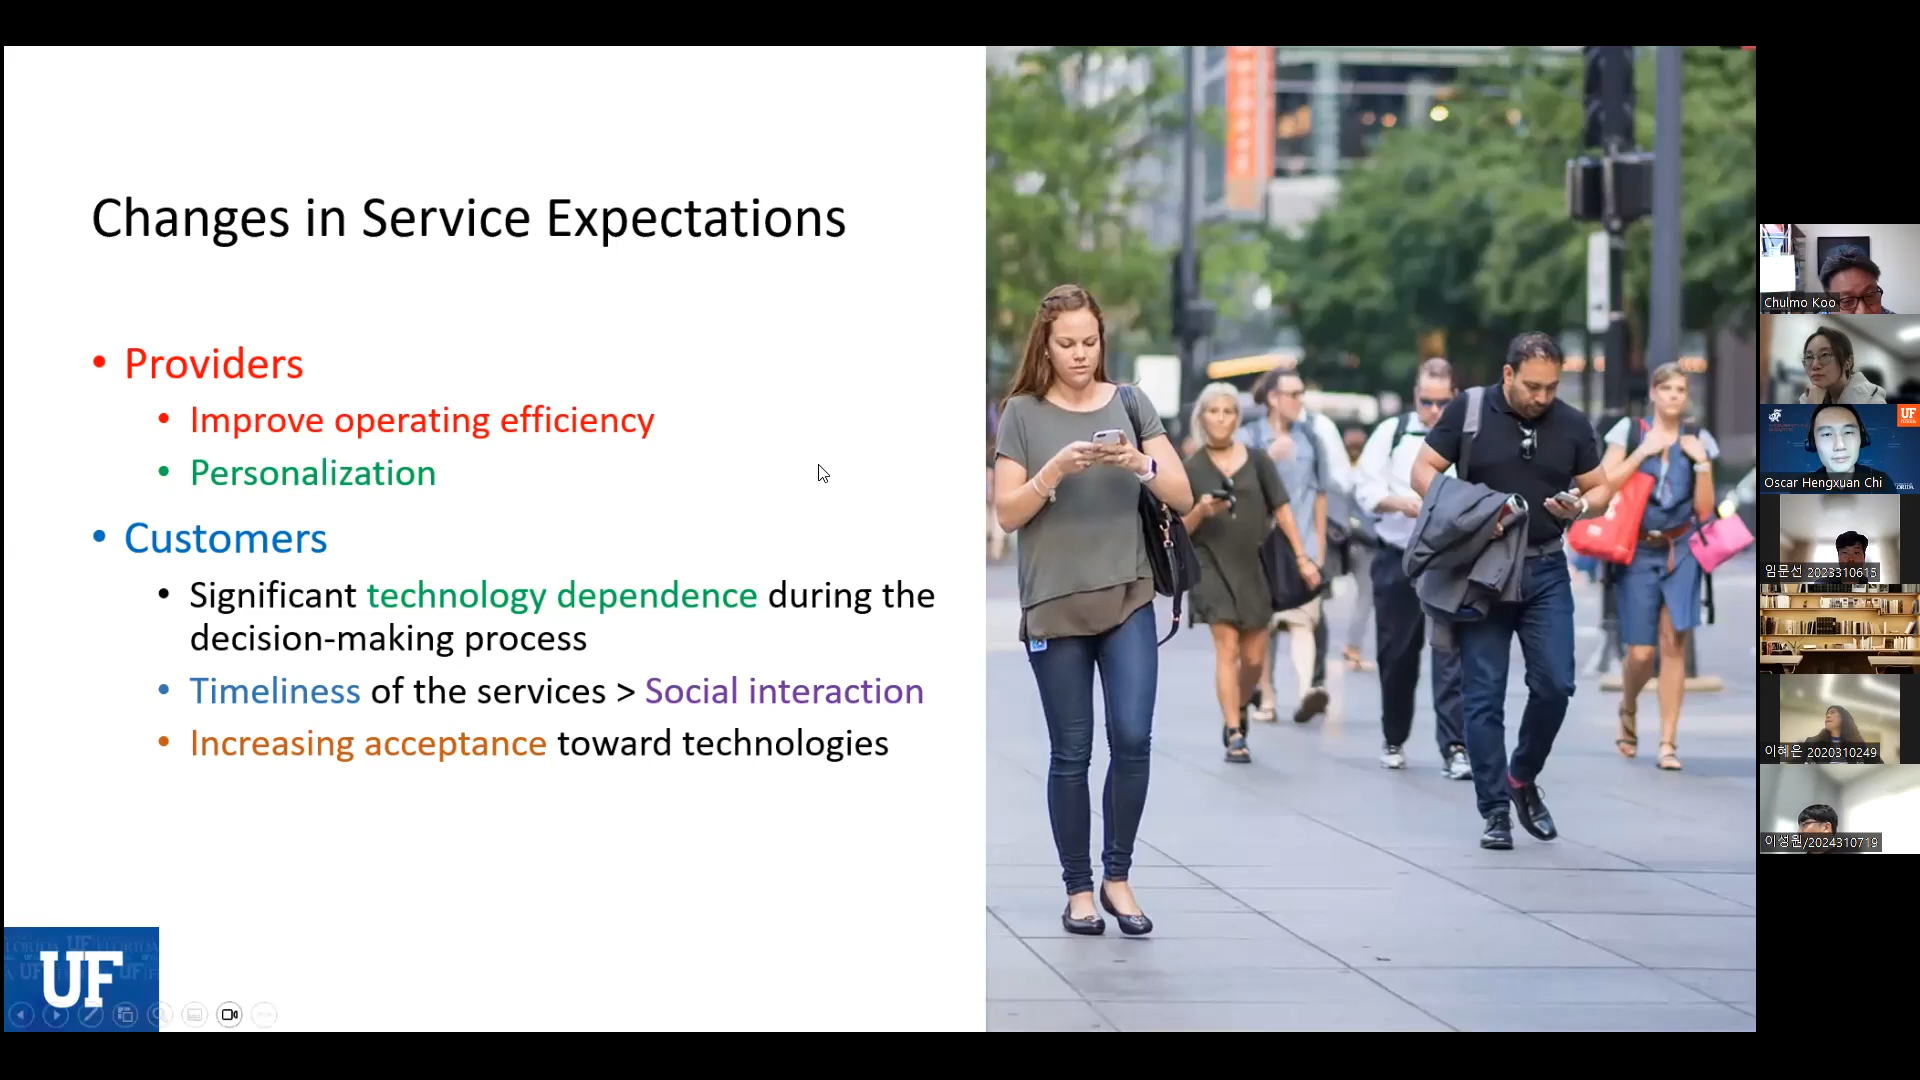 Changes in Service Expectations
• Providers
• Improve operating efficiency
• Personalization
• Customers
• Significant technology dependence during the
decision-making process
• Timeliness of the services > Social interaction
• Increasing acceptance toward technologies
UF
Chulmo Koo
UF
Oscar Hengxuan Chi
임문선 2023310615
이혜은 2020310249
이성원/2024310719